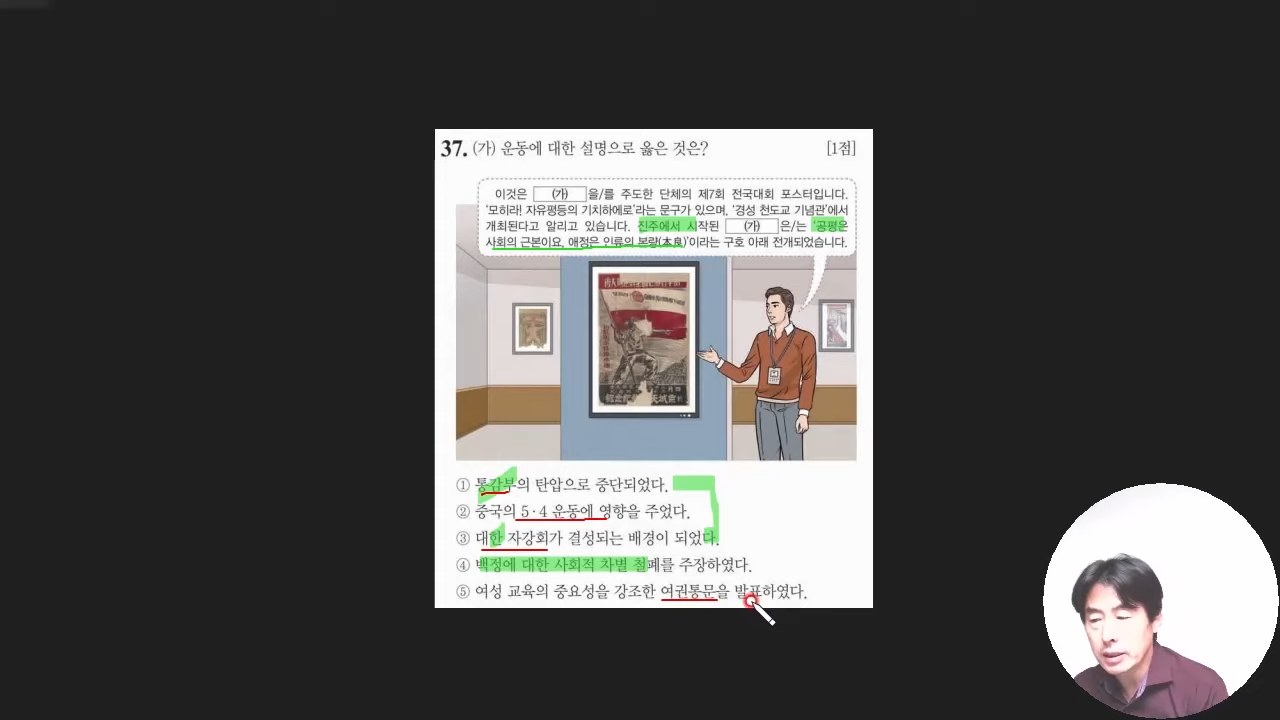 37. (가) 운동에 대한 설명으로 옳은 것은? [1점]
이것은 (가) 을/를 주도한 단체의 제7회 전국대회 포스터입니다.
'모히라! 자유평등의 기치하에로'라는 문구가 있으며, '경성 천도교 기념관'에서
개최된다고 알리고 있습니다. 진주에서 시작된 (가) 은/는 '공평은
사회의 근본이요, 애정은 인류의 본량(本良)'이라는 구호 아래 전개되었습니다.
① 통감부의 탄압으로 중단되었다.
② 중국의 5·4 운동에 영향을 주었다.
③ 대한 자강회가 결성되는 배경이 되었다.
④ 백정에 대한 사회적 차별 철폐를 주장하였다.
⑤ 여성 교육의 중요성을 강조한 여권통문을 발표하였다.